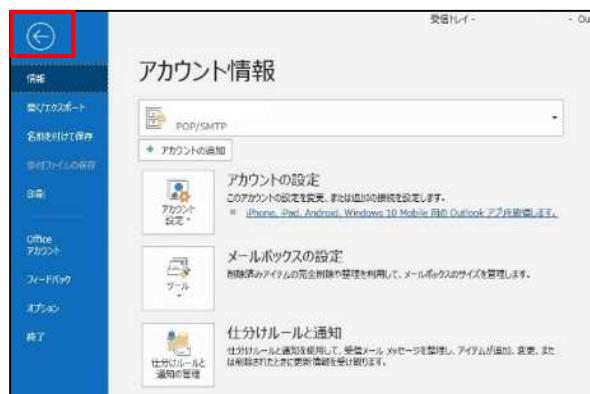 受信トレイ - - Ou
情報
アカウント情報
開く/エクスポート
名前を付けて保存
添付ファイルの保存
印刷
Office
アカウント
フィードバック
オプション
終了
POP/SMTP
+ アカウントの追加
アカウント
設定
アカウントの設定
このアカウントの設定を変更、または追加の接続を設定します。
iPhone、iPad、Android、Windows 10 Mobile 用の Outlook アプリを取得します。
ツール
メールボックスの設定
削除済みアイテムの完全削除や整理を利用して、メールボックスのサイズを管理します。
仕分けルールと
通知の管理
仕分けルールと通知
仕分けルールと通知を使用して、受信メール メッセージを整理し、アイテムが追加、変更、また
は削除されたときに更新情報を受け取ります。